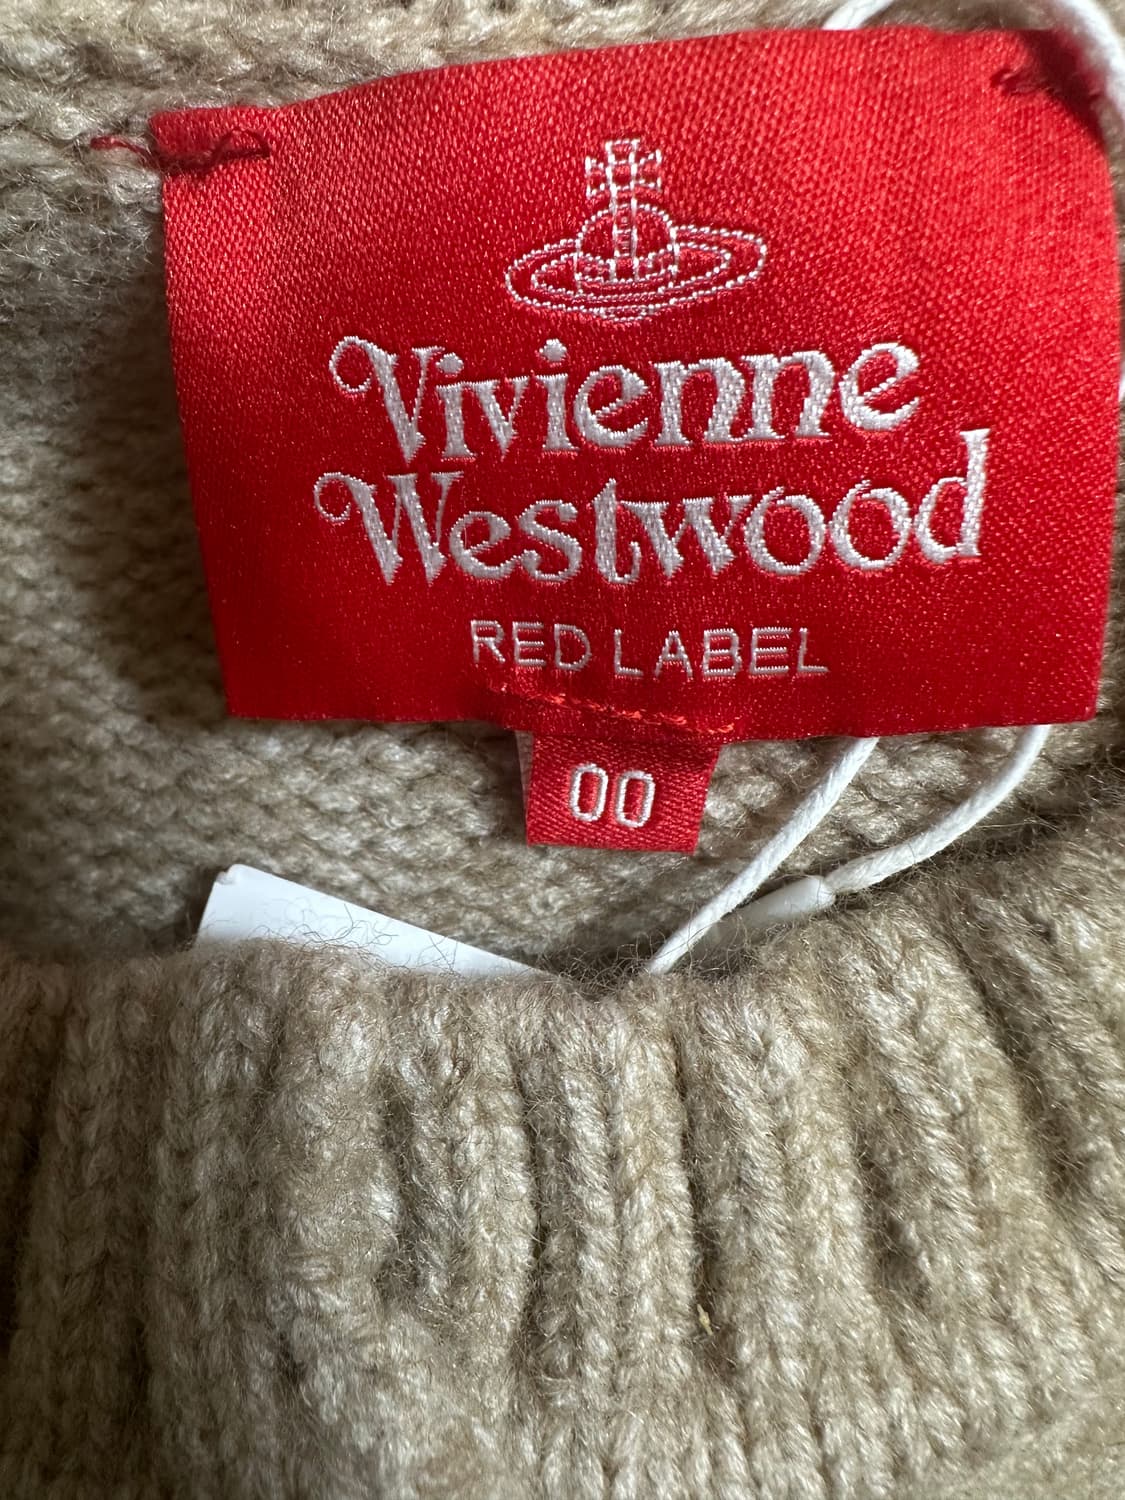 Vivienne
Westwood
RED LABEL
00